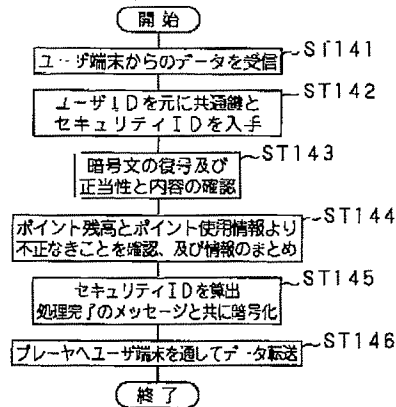 開始
ST141
ユーザ端末からのデータを受信
ST142
ユーザIDを元に共通鍵と
セキュリティIDを入手
ST143
暗号文の復号及び
正当性と内容の確認
ST144
ポイント残高とポイント使用情報より
不正なきことを確認、及び情報のまとめ
ST145
セキュリティIDを算出
処理完了のメッセージと共に暗号化
ST146
プレーヤへユーザ端末を通してデータ転送
終了